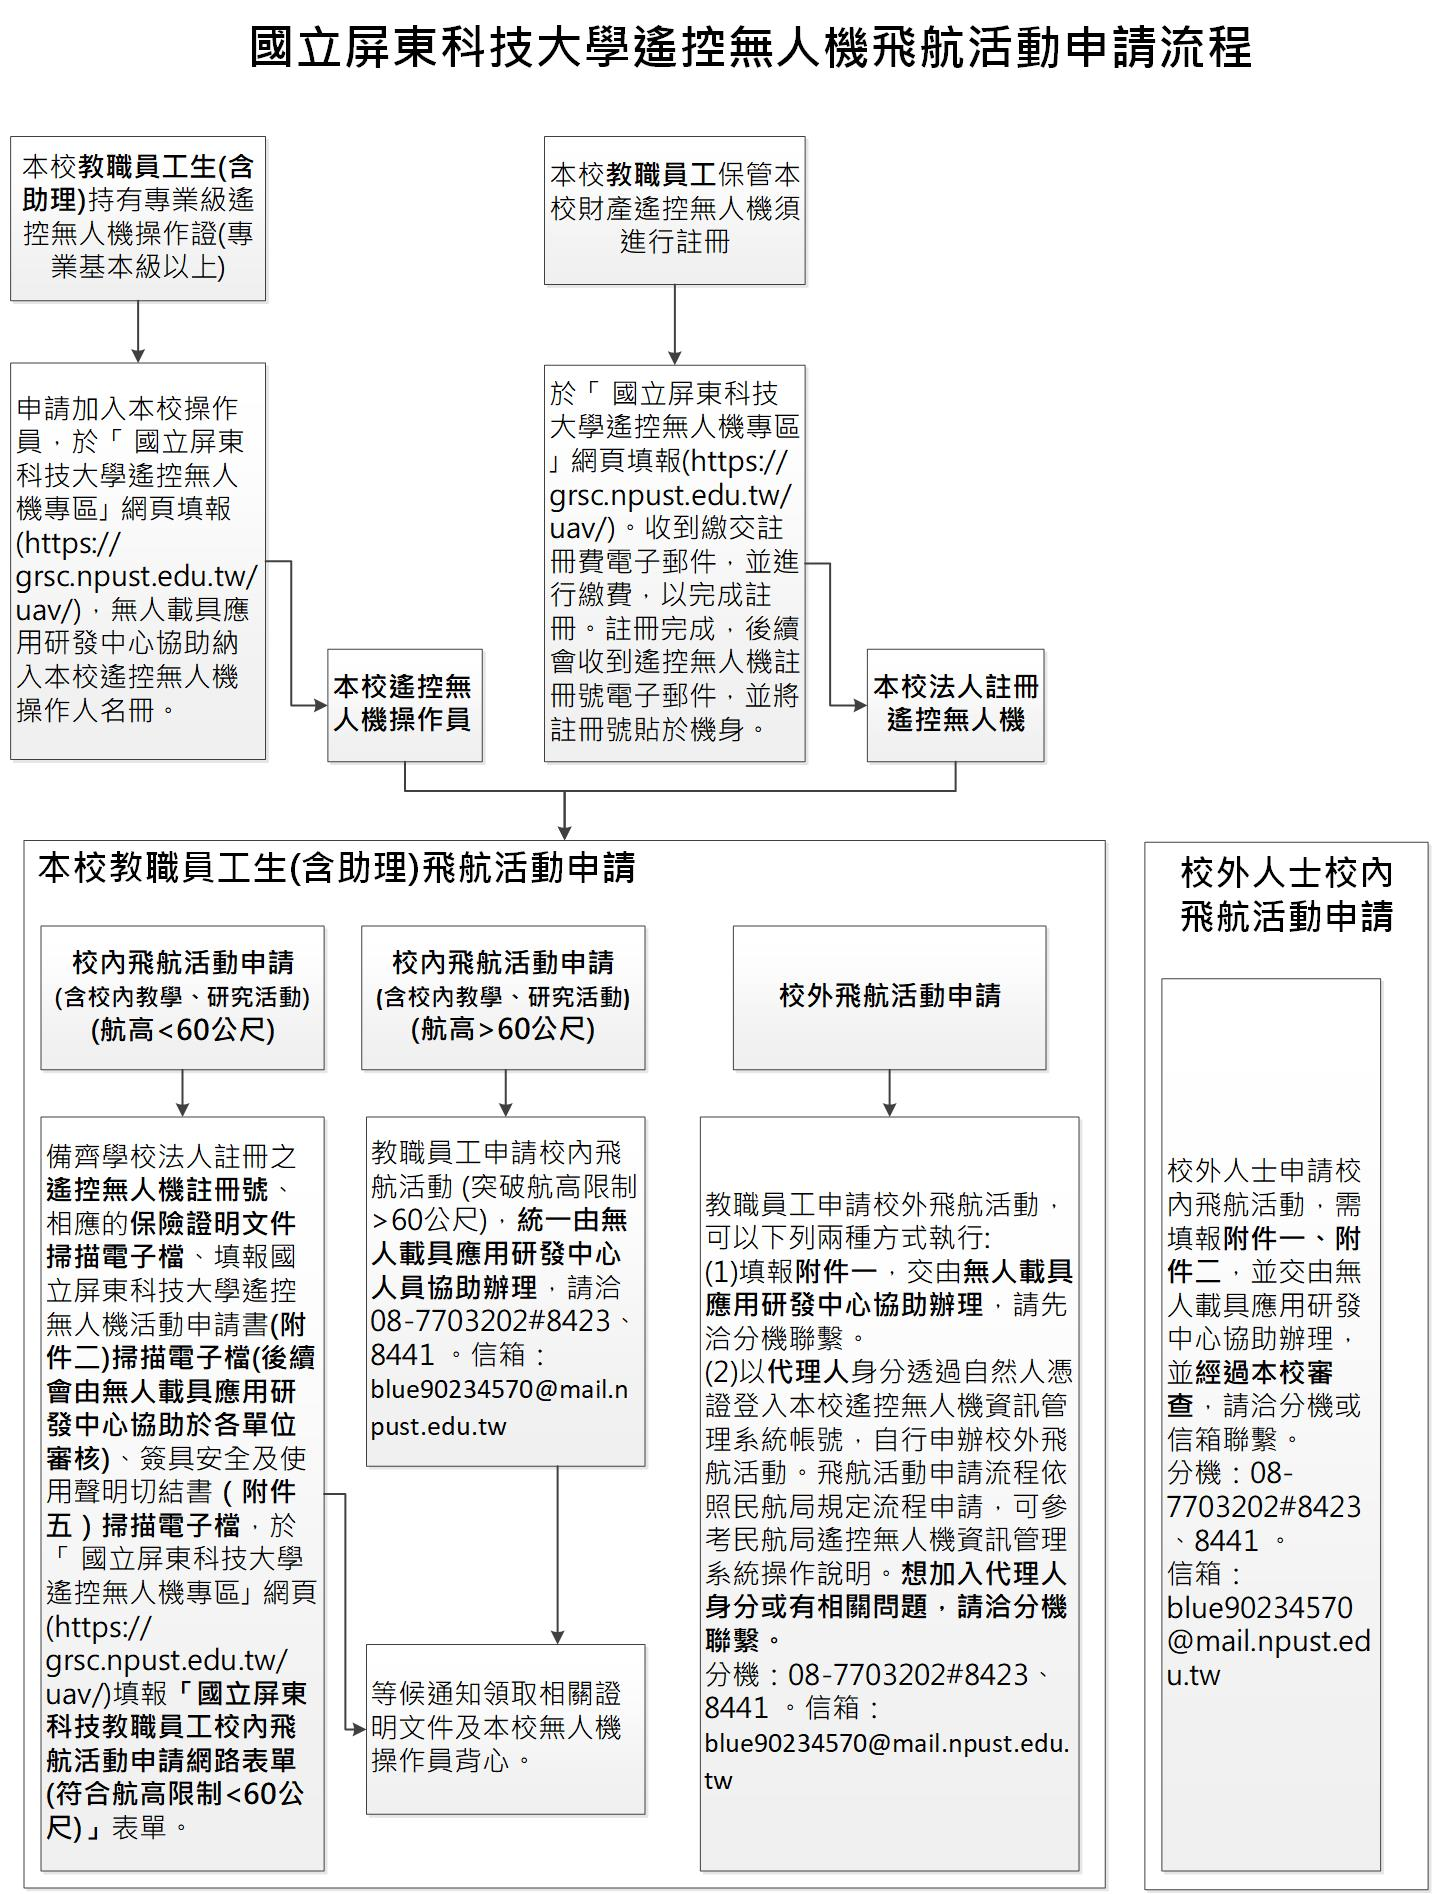 國立屏東科技大學遙控無人機飛航活動申請流程
本校教職員工生(含
助理)持有專業級遙
控無人機操作證(專
業基本級以上)
本校教職員工保管本
校財產遙控無人機須
進行註冊
申請加入本校操作
員，於「 國立屏東
科技大學遙控無人
機專區」網頁填報
(https://
grsc.npust.edu.tw/
uav/)，無人載具應
用研發中心協助納
入本校遙控無人機
操作人名冊。
於「 國立屏東科技
大學遙控無人機專區
」網頁填報(https://
grsc.npust.edu.tw/
uav/)。收到繳交註
冊費電子郵件，並進
行繳費，以完成註
冊。註冊完成，後續
會收到遙控無人機註
冊號電子郵件，並將
註冊號貼於機身。
本校遙控無
人機操作員
本校法人註冊
遙控無人機
本校教職員工生(含助理)飛航活動申請
校內飛航活動申請
(含校內教學、研究活動)
(航高<60公尺)
校內飛航活動申請
(含校內教學、研究活動)
(航高>60公尺)
校外飛航活動申請
備齊學校法人註冊之
遙控無人機註冊號、
相應的保險證明文件
掃描電子檔、填報國
立屏東科技大學遙控
無人機活動申請書(附
件二)掃描電子檔(後續
會由無人載具應用研
發中心協助於各單位
審核)、簽具安全及使
用聲明切結書（附件
五）掃描電子檔，於
「 國立屏東科技大學
遙控無人機專區」網頁
(https://
grsc.npust.edu.tw/
uav/)填報「國立屏東
科技教職員工校內飛
航活動申請網路表單
(符合航高限制<60公
尺)」表單。
教職員工申請校內飛
航活動 (突破航高限制
>60公尺)，統一由無
人載具應用研發中心
人員協助辦理，請洽
08-7703202#8423、
8441 。信箱：
blue90234570@mail.n
pust.edu.tw
等候通知領取相關證
明文件及本校無人機
操作員背心。
教職員工申請校外飛航活動，
可以下列兩種方式執行:
(1)填報附件一，交由無人載具
應用研發中心協助辦理，請先
洽分機聯繫。
(2)以代理人身分透過自然人憑
證登入本校遙控無人機資訊管
理系統帳號，自行申辦校外飛
航活動。飛航活動申請流程依
照民航局規定流程申請，可參
考民航局遙控無人機資訊管理
系統操作說明。想加入代理人
身分或有相關問題，請洽分機
聯繫。
分機：08-7703202#8423、
8441 。信箱：
blue90234570@mail.npust.edu.
tw
校外人士校內
飛航活動申請
校外人士申請校
內飛航活動，需
填報附件一、附
件二，並交由無
人載具應用研發
中心協助辦理，
並經過本校審
查，請洽分機或
信箱聯繫。
分機：08-
7703202#8423
、8441 。
信箱：
blue90234570
@mail.npust.ed
u.tw